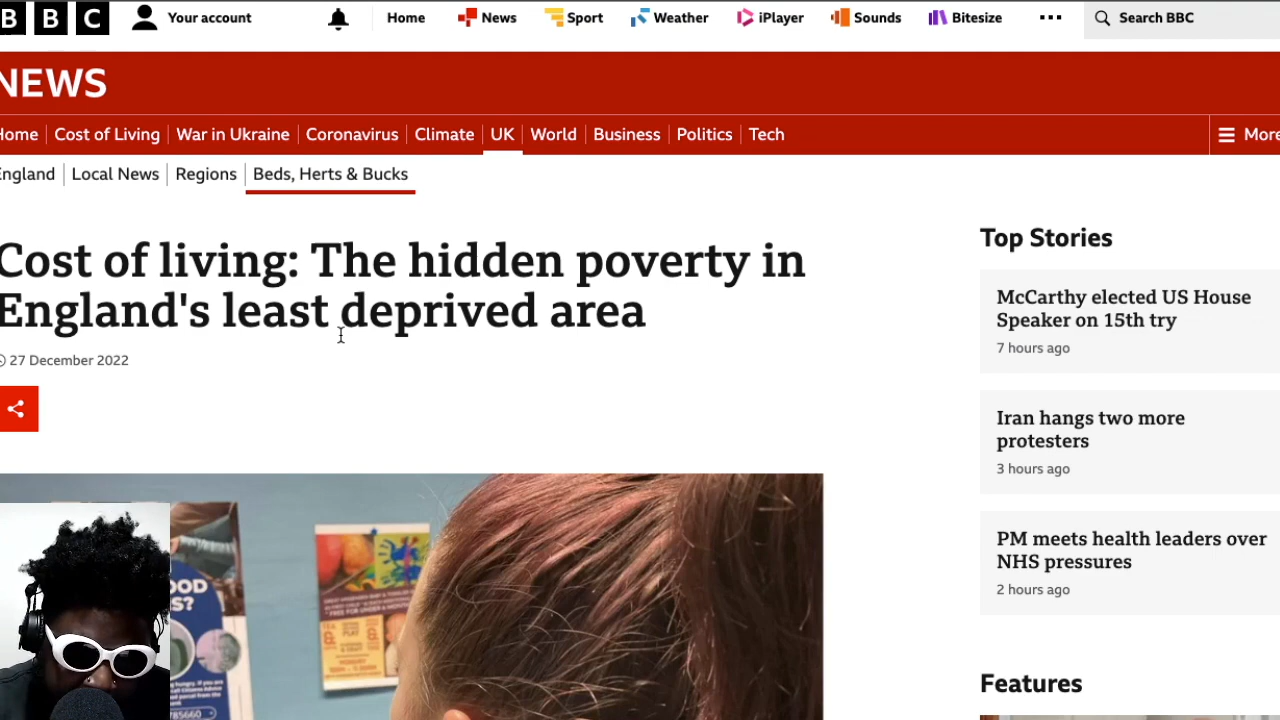 BBC
Your account
Home
News
Sport
Weather
iPlayer
Sounds
Bitesize
Search BBC
NEWS
Home
Cost of Living
War in Ukraine
Coronavirus
Climate
UK
World
Business
Politics
Tech
More
England
Local News
Regions
Beds, Herts & Bucks
Cost of living: The hidden poverty in
England's least deprived area
27 December 2022
Top Stories
McCarthy elected US House
Speaker on 15th try
7 hours ago
Iran hangs two more
protesters
3 hours ago
PM meets health leaders over
NHS pressures
2 hours ago
Features